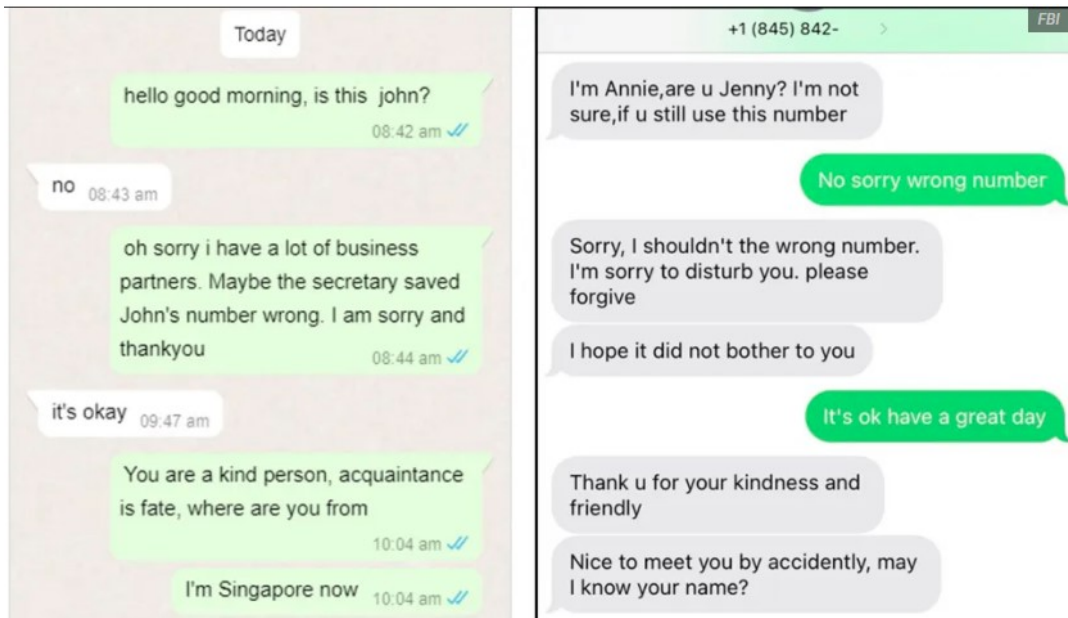 Today
hello good morning, is this john?
08:42 am
no 08:43 am
oh sorry i have a lot of business
partners. Maybe the secretary saved
John's number wrong. I am sorry and
thankyou
08:44 am
it's okay 09:47 am
You are a kind person, acquaintance
is fate, where are you from
10:04 am
I'm Singapore now 10:04 am
FBI
+1 (845) 842-
I'm Annie,are u Jenny? I'm not
sure,if u still use this number
No sorry wrong number
Sorry, I shouldn't the wrong number.
I'm sorry to disturb you. please
forgive
I hope it did not bother to you
It's ok have a great day
Thank u for your kindness and
friendly
Nice to meet you by accidently, may
I know your name?